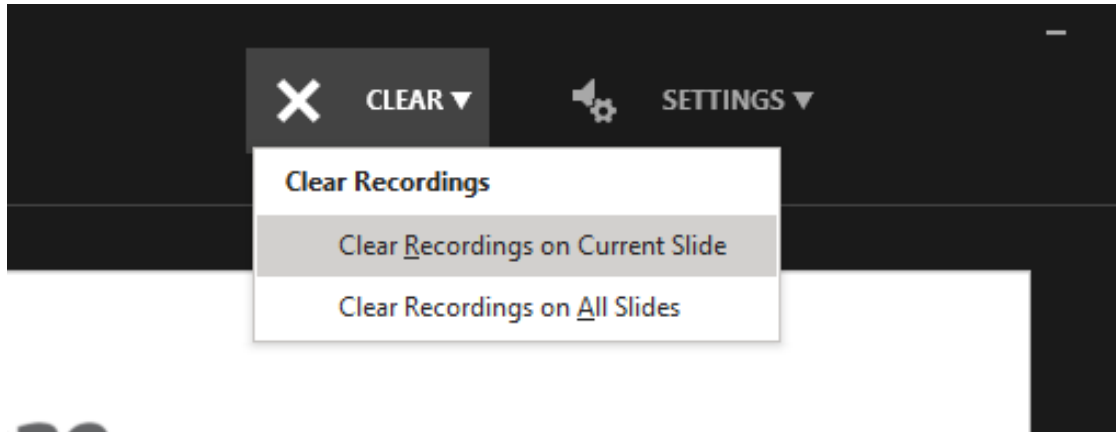 CLEAR ▼ SETTINGS ▼
Clear Recordings
Clear Recordings on Current Slide
Clear Recordings on All Slides